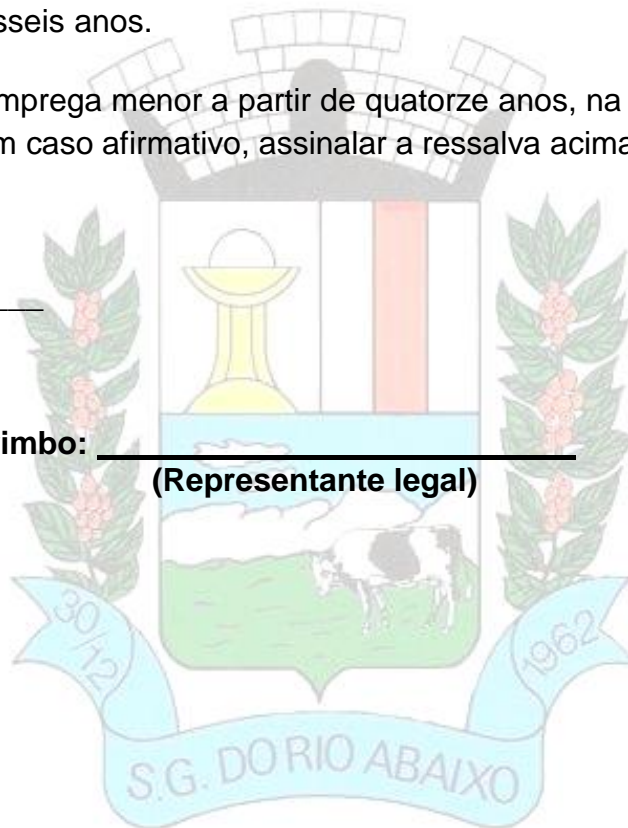 sseis anos.
mprega menor a partir de quatorze anos, na
m caso afirmativo, assinalar a ressalva acima
imbo: ____________________________
(Representante legal)
30/12
1962
S.G. DO RIO ABAIXO